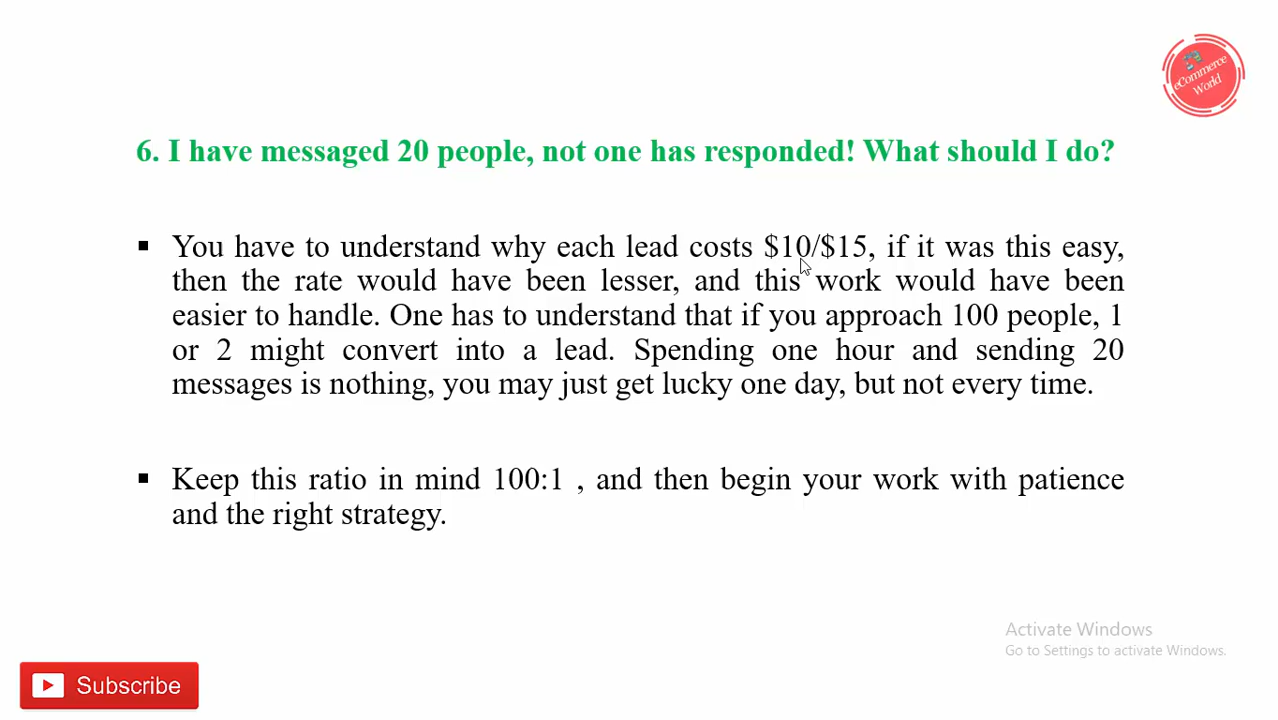 eCommerce
World
6. I have messaged 20 people, not one has responded! What should I do?
▪ You have to understand why each lead costs $10/$15, if it was this easy,
then the rate would have been lesser, and this work would have been
easier to handle. One has to understand that if you approach 100 people, 1
or 2 might convert into a lead. Spending one hour and sending 20
messages is nothing, you may just get lucky one day, but not every time.
▪ Keep this ratio in mind 100:1 , and then begin your work with patience
and the right strategy.
Activate Windows
Go to Settings to activate Windows.
Subscribe